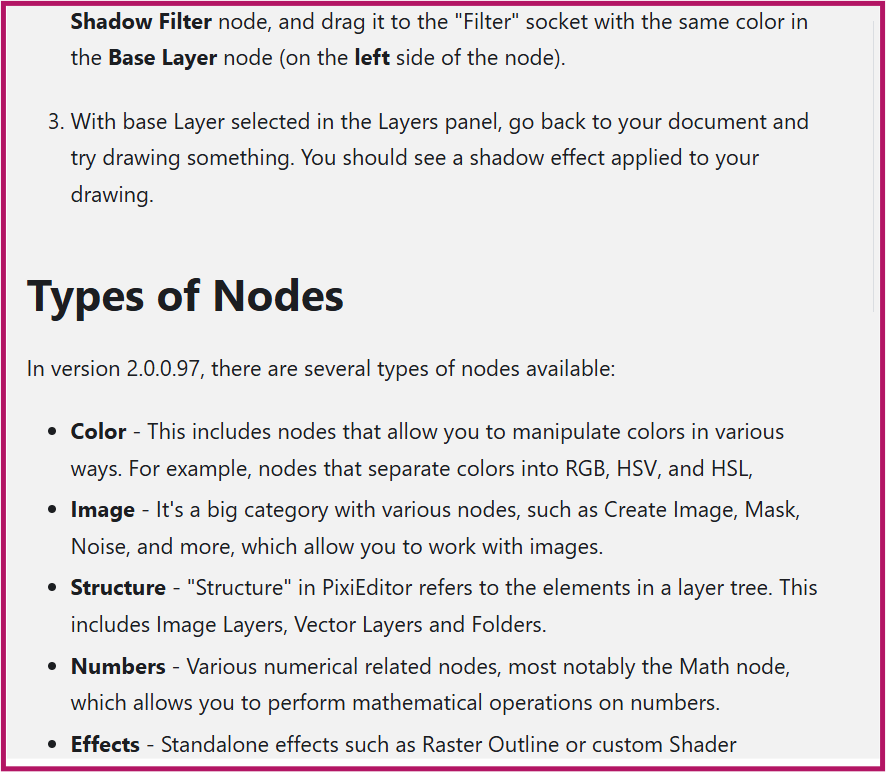 Shadow Filter node, and drag it to the "Filter" socket with the same color in
the Base Layer node (on the left side of the node).
3. With base Layer selected in the Layers panel, go back to your document and
try drawing something. You should see a shadow effect applied to your
drawing.
Types of Nodes
In version 2.0.0.97, there are several types of nodes available:
• Color - This includes nodes that allow you to manipulate colors in various
ways. For example, nodes that separate colors into RGB, HSV, and HSL,
• Image - It's a big category with various nodes, such as Create Image, Mask,
Noise, and more, which allow you to work with images.
• Structure - "Structure" in PixiEditor refers to the elements in a layer tree. This
includes Image Layers, Vector Layers and Folders.
• Numbers - Various numerical related nodes, most notably the Math node,
which allows you to perform mathematical operations on numbers.
• Effects - Standalone effects such as Raster Outline or custom Shader